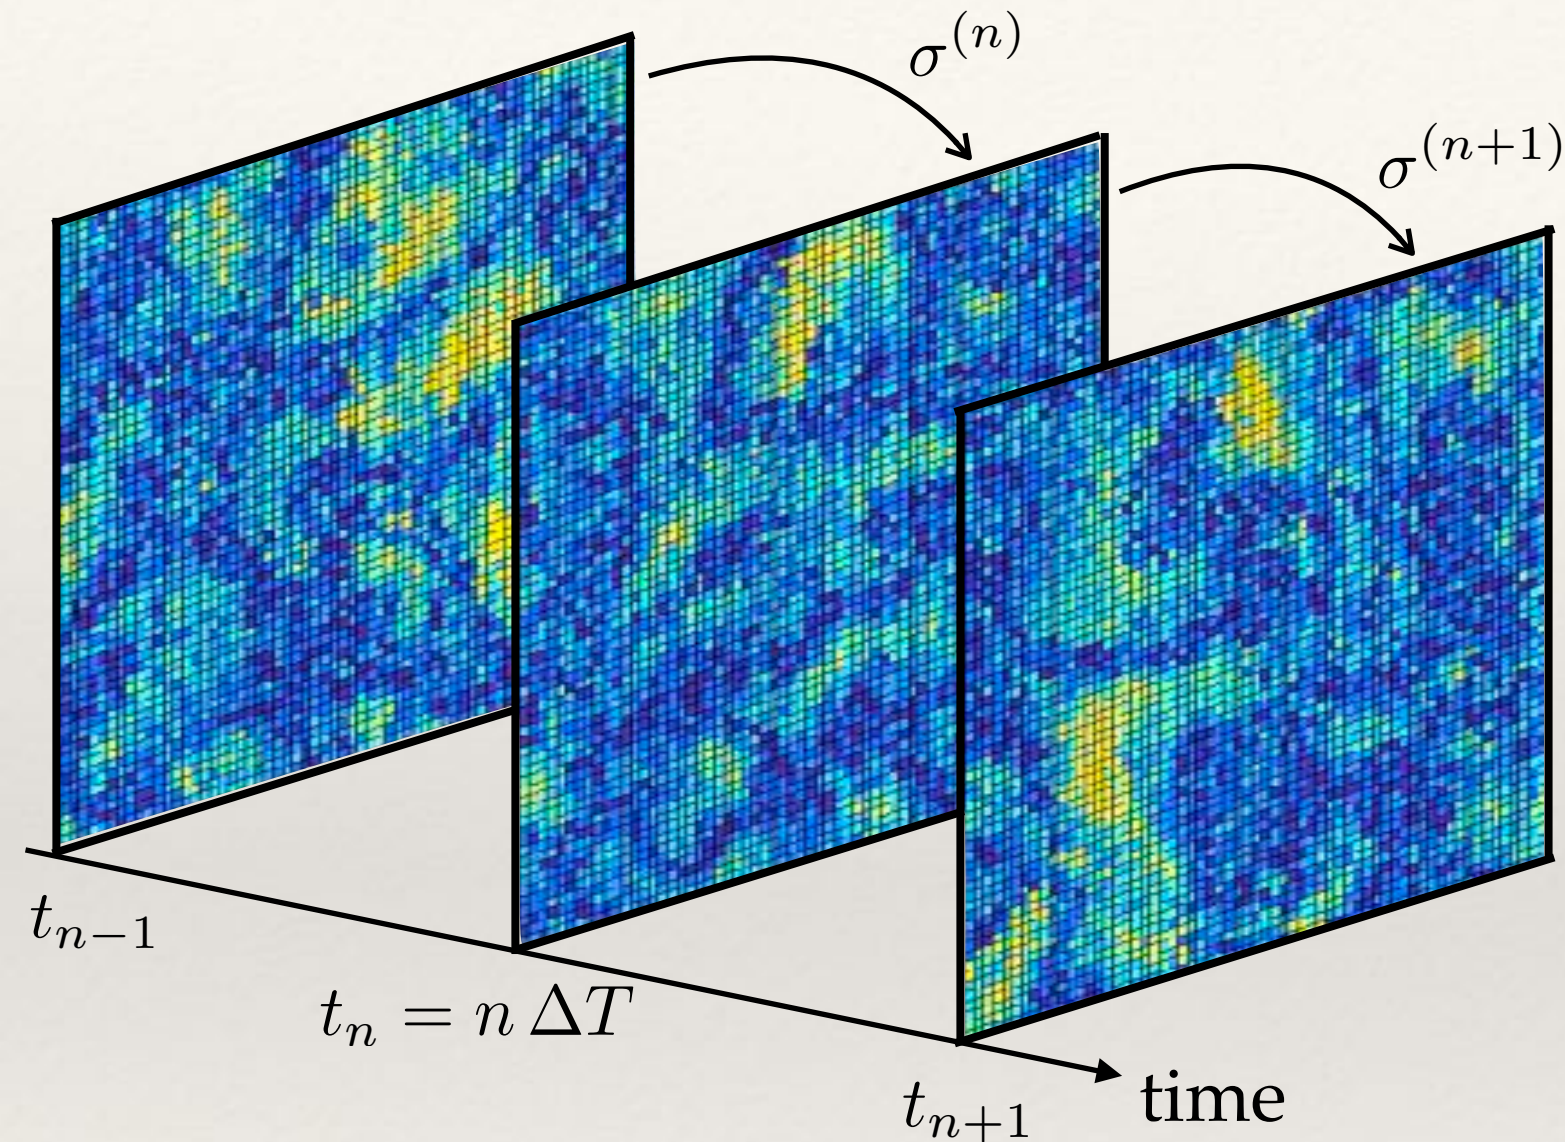 σ^(n)
σ^(n+1)
t_{n−1}
t_n = n ΔT
t_{n+1}
time